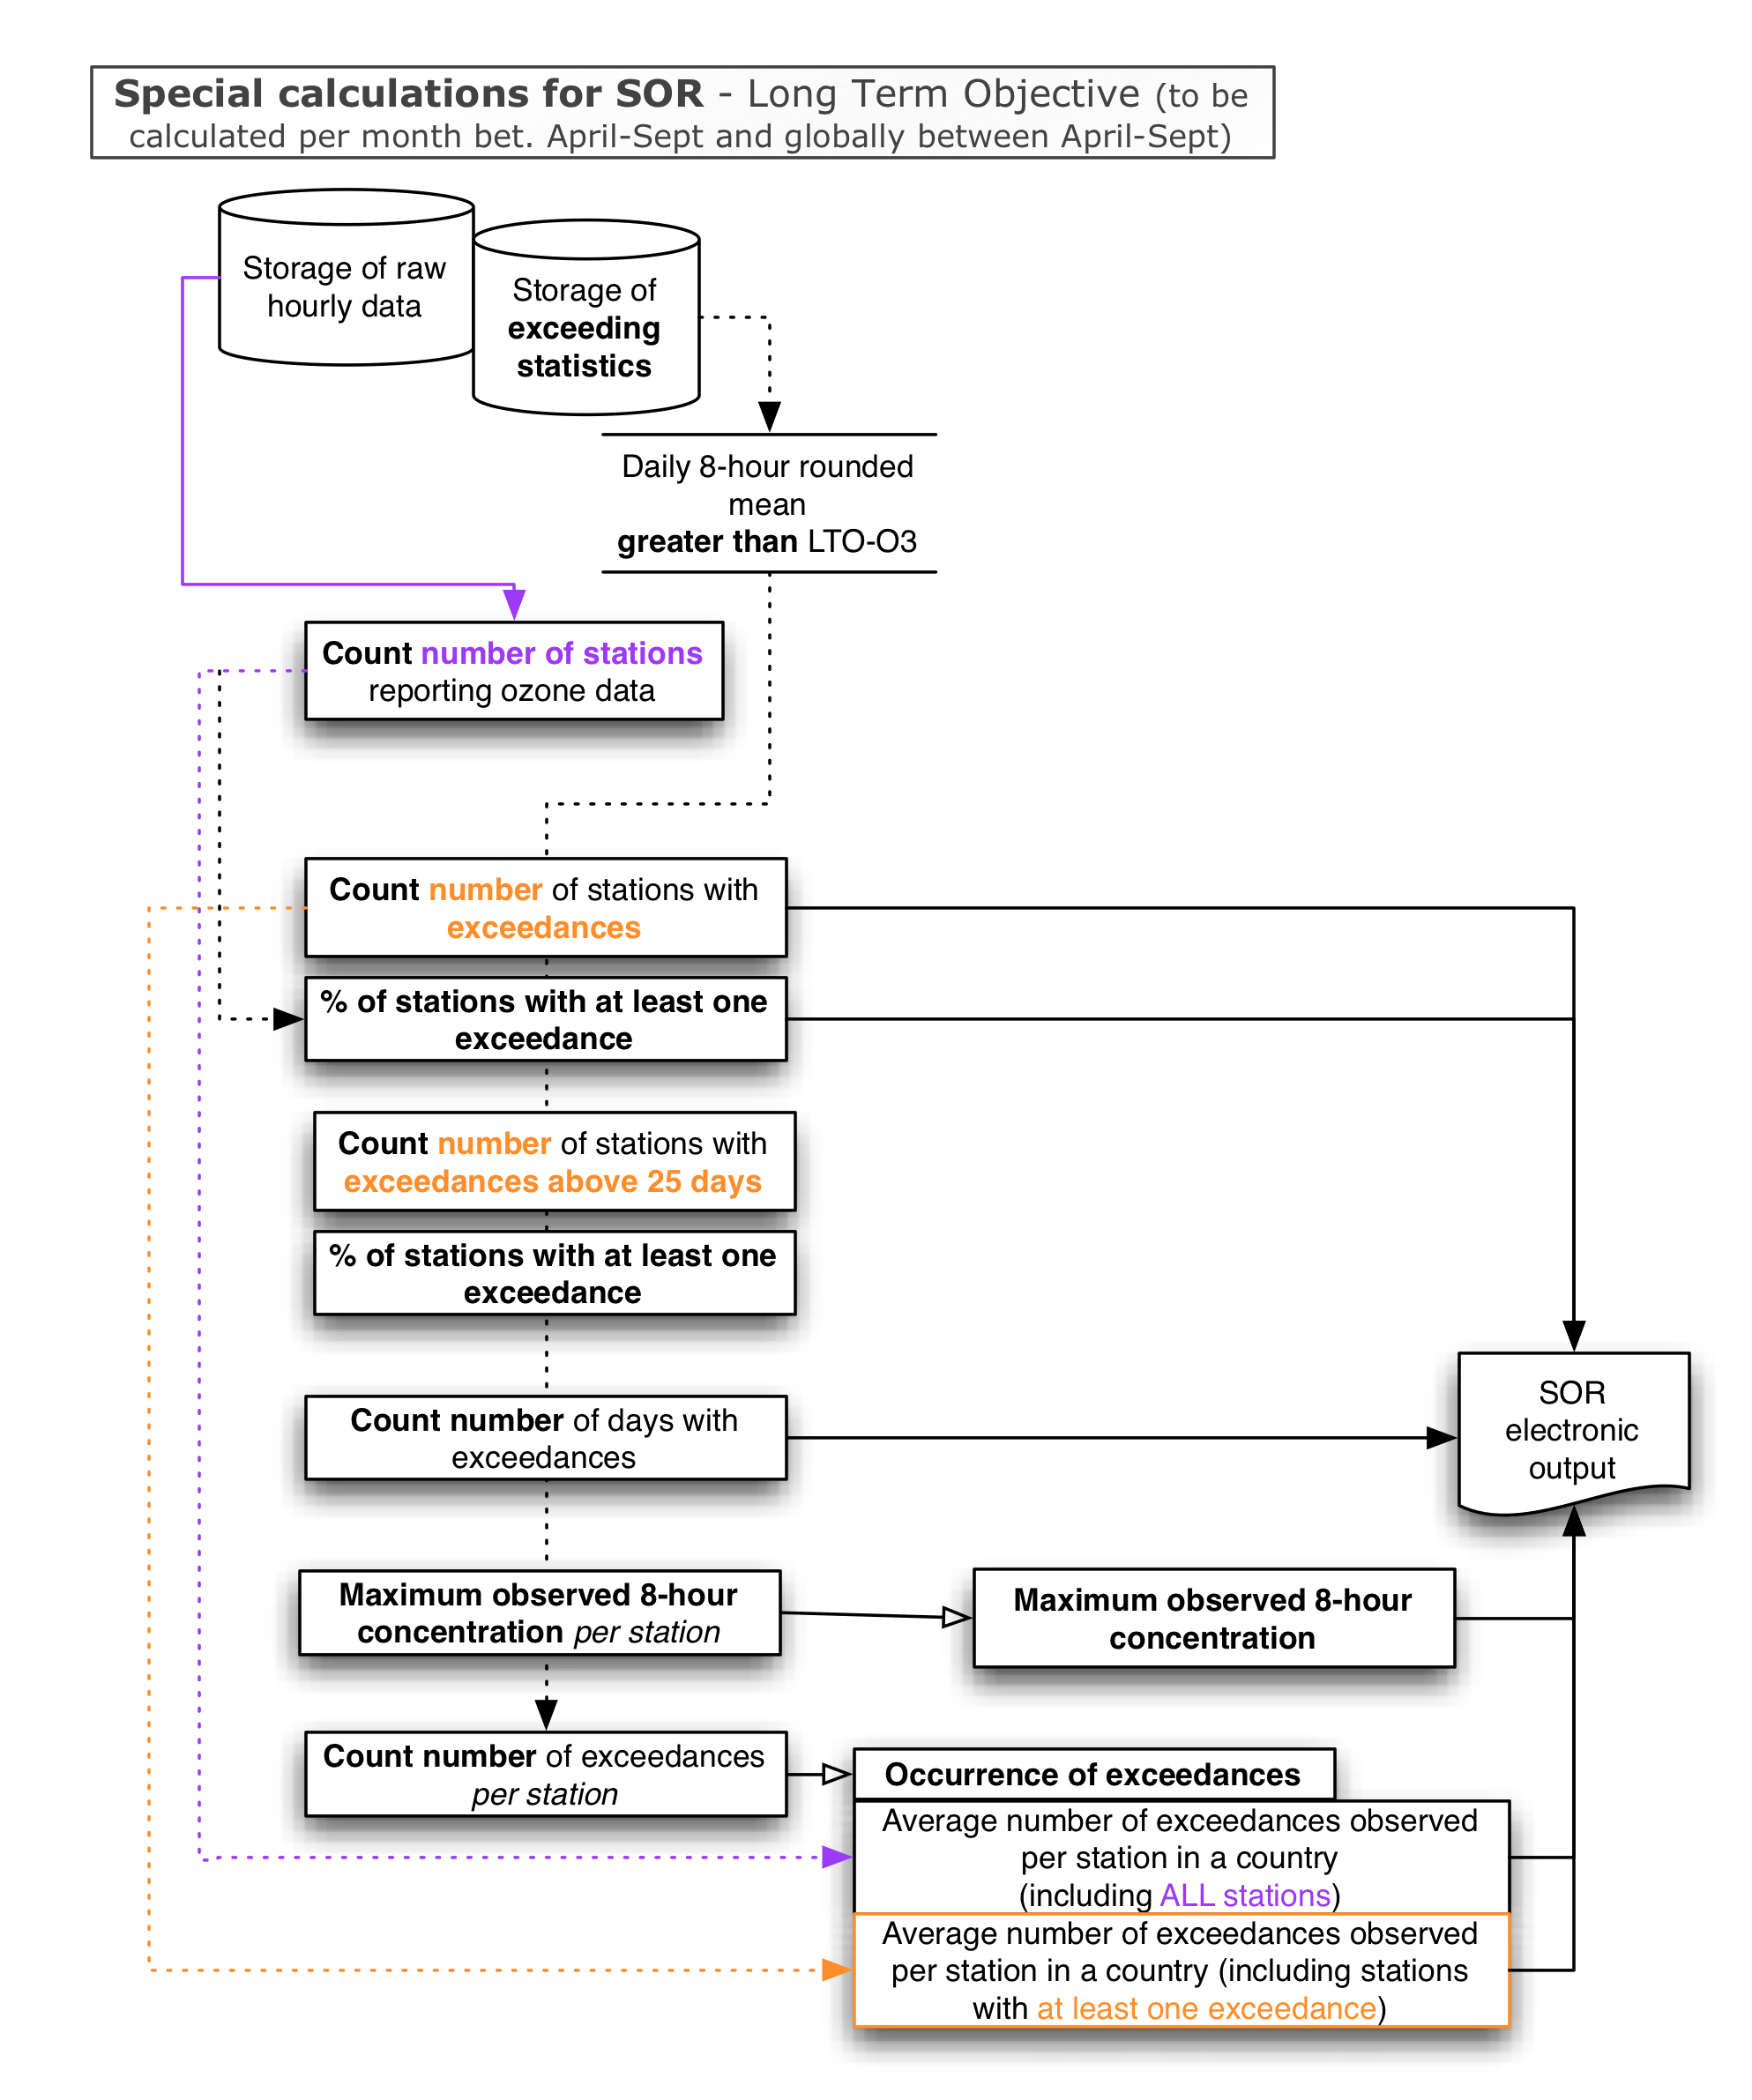 Special calculations for SOR - Long Term Objective (to be
calculated per month bet. April-Sept and globally between April-Sept)
Storage of raw
hourly data
Storage of
exceeding
statistics
Daily 8-hour rounded
mean
greater than LTO-O3
Count number of stations
reporting ozone data
Count number of stations with
exceedances
% of stations with at least one
exceedance
Count number of stations with
exceedances above 25 days
% of stations with at least one
exceedance
Count number of days with
exceedances
SOR
electronic
output
Maximum observed 8-hour
concentration per station
Maximum observed 8-hour
concentration
Count number of exceedances
per station
Occurrence of exceedances
Average number of exceedances observed
per station in a country
(including ALL stations)
Average number of exceedances observed
per station in a country (including stations
with at least one exceedance)